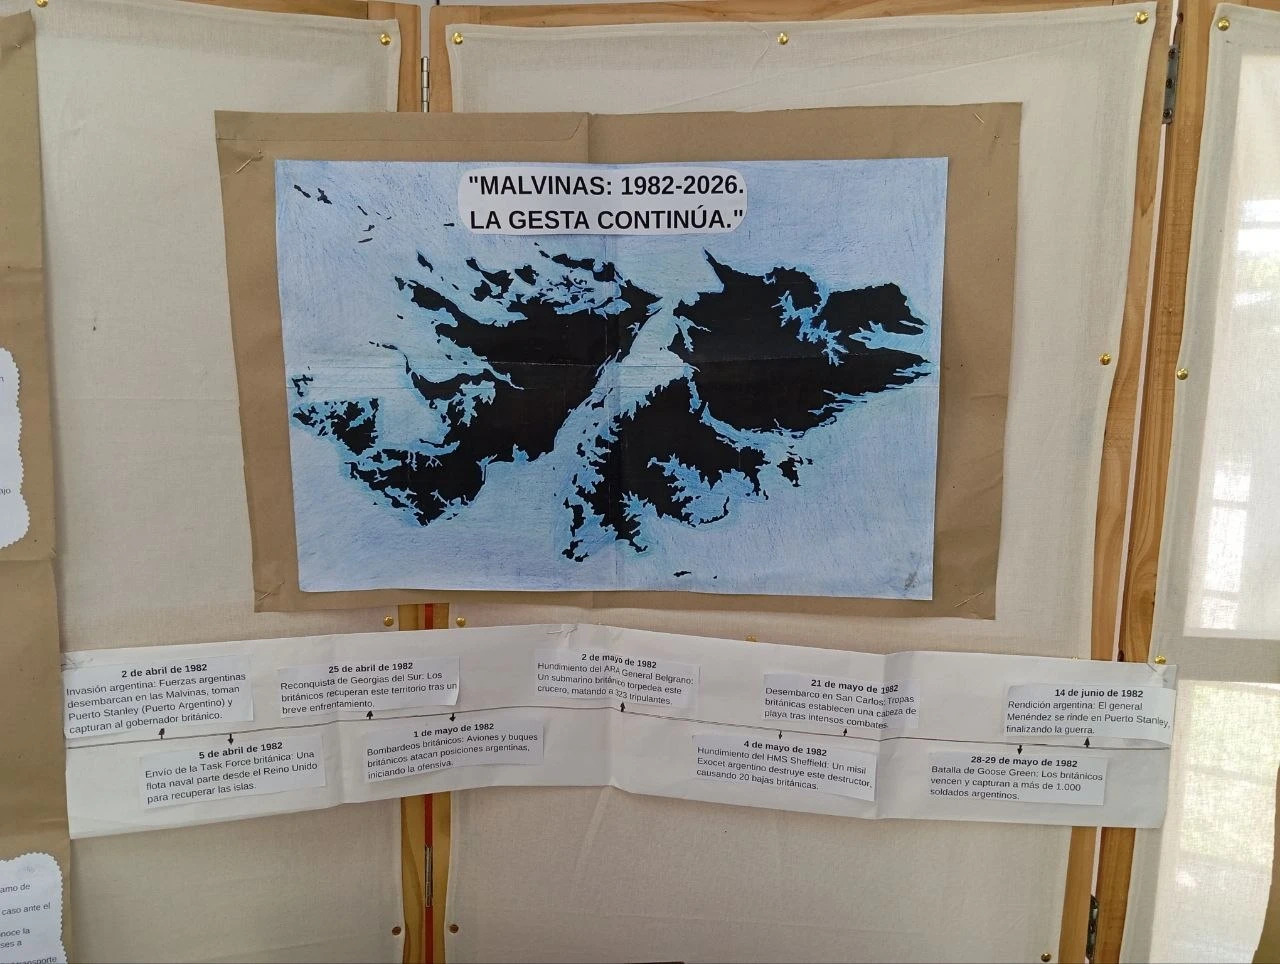 "MALVINAS: 1982-2026.
LA GESTA CONTINÚA."
2 de abril de 1982
Invasión argentina: Fuerzas argentinas
desembarcan en las Malvinas, toman
Puerto Stanley (Puerto Argentino) y
capturan al gobernador británico.
5 de abril de 1982
Envío de la Task Force británica: Una
flota naval parte desde el Reino Unido
para recuperar las islas.
25 de abril de 1982
Reconquista de Georgias del Sur: Los
británicos recuperan este territorio tras un
breve enfrentamiento.
1 de mayo de 1982
Bombardeos británicos: Aviones y buques
británicos atacan posiciones argentinas,
iniciando la ofensiva.
2 de mayo de 1982
Hundimiento del ARA General Belgrano:
Un submarino británico torpedea este
crucero, matando a 323 tripulantes.
4 de mayo de 1982
Hundimiento del HMS Sheffield: Un misil
Exocet argentino destruye este destructor,
causando 20 bajas británicas.
21 de mayo de 1982
Desembarco en San Carlos: Tropas
británicas establecen una cabeza de
playa tras intensos combates.
28-29 de mayo de 1982
Batalla de Goose Green: Los británicos
vencen y capturan a más de 1.000
soldados argentinos.
14 de junio de 1982
Rendición argentina: El general
Menéndez se rinde en Puerto Stanley,
finalizando la guerra.
amo de
caso ante el
noce la
ses a